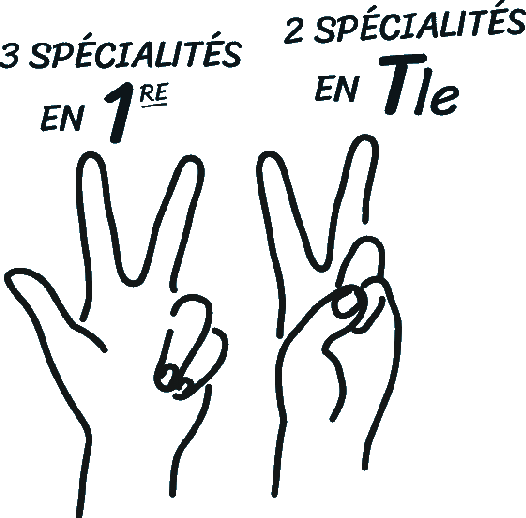 3 SPÉCIALITÉS
EN 1RE
2 SPÉCIALITÉS
EN Tle